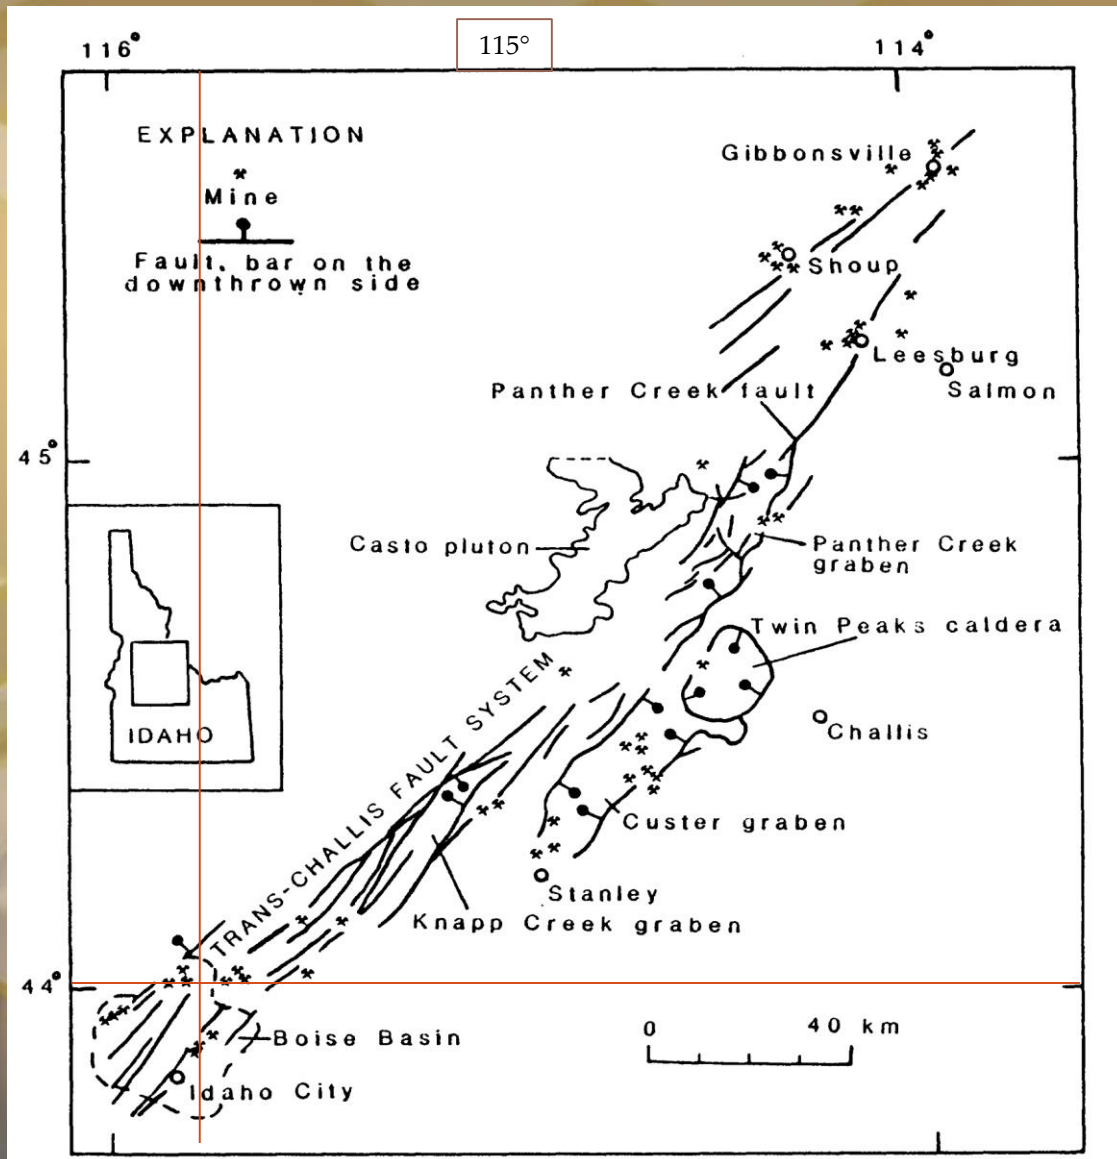 116°
115°
114°
EXPLANATION
Mine
Fault, bar on the
downthrown side
Gibbonsville
Shoup
Leesburg
Salmon
Panther Creek fault
45°
Casto pluton
Panther Creek
graben
Twin Peaks caldera
IDAHO
Challis
TRANS-CHALLIS FAULT SYSTEM
Custer graben
Stanley
Knapp Creek graben
44°
Boise Basin
0 40 km
Idaho City